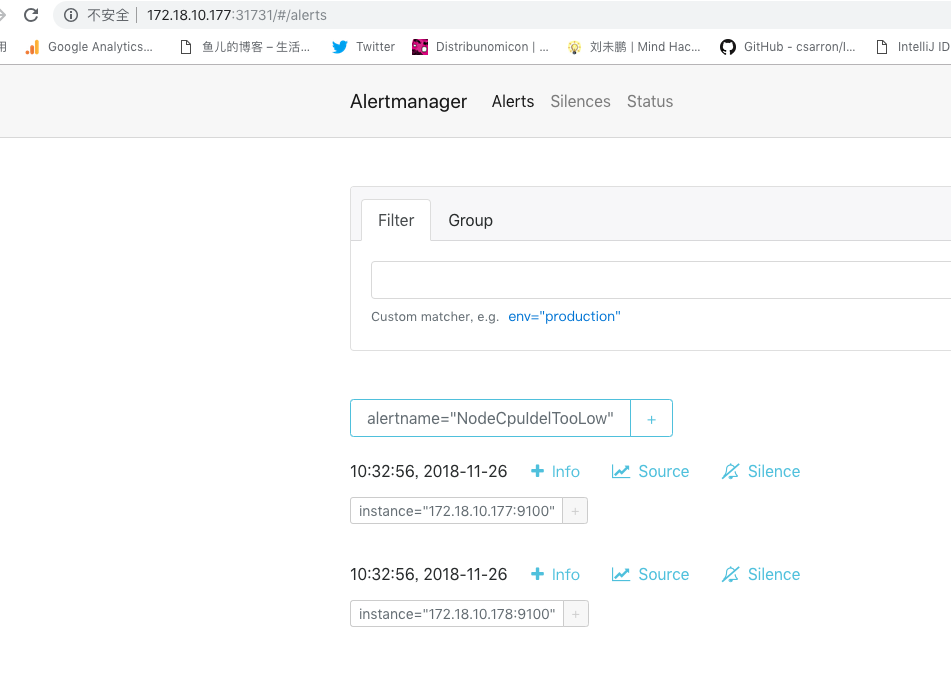 不安全 172.18.10.177:31731/#/alerts
用 Google Analytics... 鱼儿的博客 – 生活... Twitter Distribunomicon | ... 刘未鹏 | Mind Hac... GitHub - csarron/l... IntelliJ ID
Alertmanager Alerts Silences Status
Filter Group
Custom matcher, e.g. env="production"
alertname="NodeCpuIdelTooLow" +
10:32:56, 2018-11-26 + Info Source Silence
instance="172.18.10.177:9100" +
10:32:56, 2018-11-26 + Info Source Silence
instance="172.18.10.178:9100" +